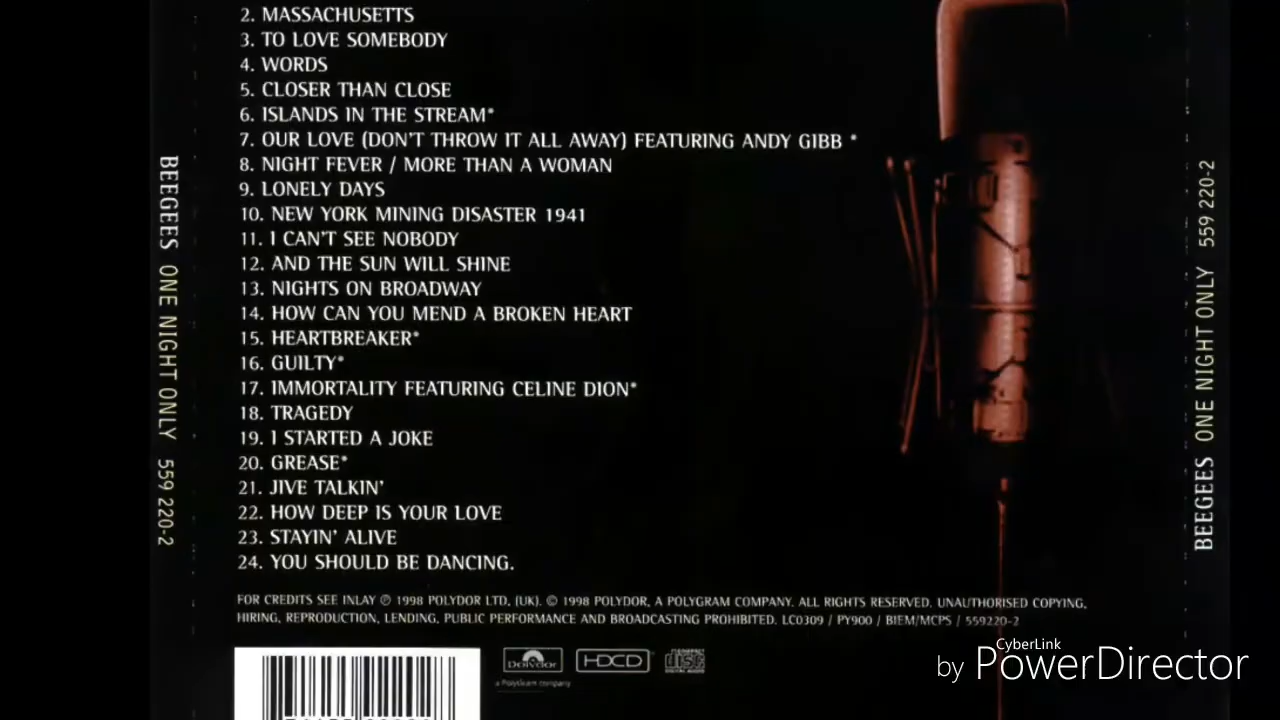 2. MASSACHUSETTS
3. TO LOVE SOMEBODY
4. WORDS
5. CLOSER THAN CLOSE
6. ISLANDS IN THE STREAM*
7. OUR LOVE (DON'T THROW IT ALL AWAY) FEATURING ANDY GIBB *
8. NIGHT FEVER / MORE THAN A WOMAN
9. LONELY DAYS
10. NEW YORK MINING DISASTER 1941
11. I CAN'T SEE NOBODY
12. AND THE SUN WILL SHINE
13. NIGHTS ON BROADWAY
14. HOW CAN YOU MEND A BROKEN HEART
15. HEARTBREAKER*
16. GUILTY*
17. IMMORTALITY FEATURING CELINE DION*
18. TRAGEDY
19. I STARTED A JOKE
20. GREASE*
21. JIVE TALKIN'
22. HOW DEEP IS YOUR LOVE
23. STAYIN' ALIVE
24. YOU SHOULD BE DANCING.
FOR CREDITS SEE INLAY ℗ 1998 POLYDOR LTD, (UK). © 1998 POLYDOR, A POLYGRAM COMPANY. ALL RIGHTS RESERVED. UNAUTHORISED COPYING,
HIRING, REPRODUCTION, LENDING, PUBLIC PERFORMANCE AND BROADCASTING PROHIBITED. LC0309 / PY900 / BIEM/MCPS / 559220-2
Polydor
a PolyGram company
HDCD
COMPACT
disc
DIGITAL AUDIO
BEEGEES ONE NIGHT ONLY 559 220-2
BEEGEES ONE NIGHT ONLY 559 220-2
CyberLink
by PowerDirector